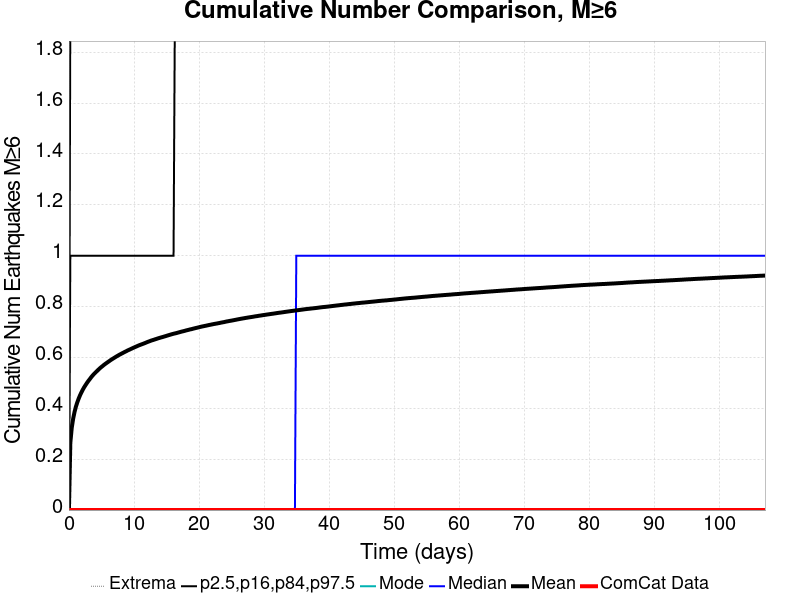 Cumulative Number Comparison, M≥6
Cumulative Num Earthquakes M≥6
1.8
1.6
1.4
1.2
1
0.8
0.6
0.4
0.2
0
0 10 20 30 40 50 60 70 80 90 100
Time (days)
Extrema p2.5,p16,p84,p97.5 Mode Median Mean ComCat Data